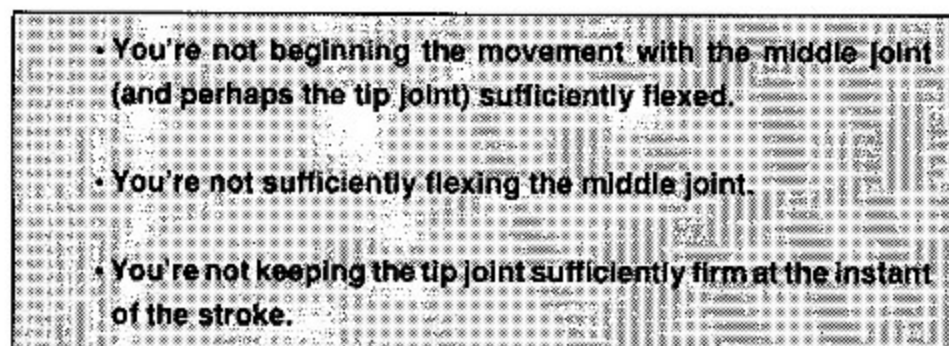 · You're not beginning the movement with the middle joint
(and perhaps the tip joint) sufficiently flexed.
· You're not sufficiently flexing the middle joint.
· You're not keeping the tip joint sufficiently firm at the instant
of the stroke.